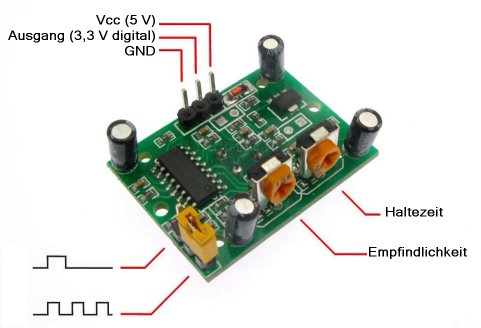 Vcc (5 V)
Ausgang (3,3 V digital)
GND
Haltezeit
Empfindlichkeit